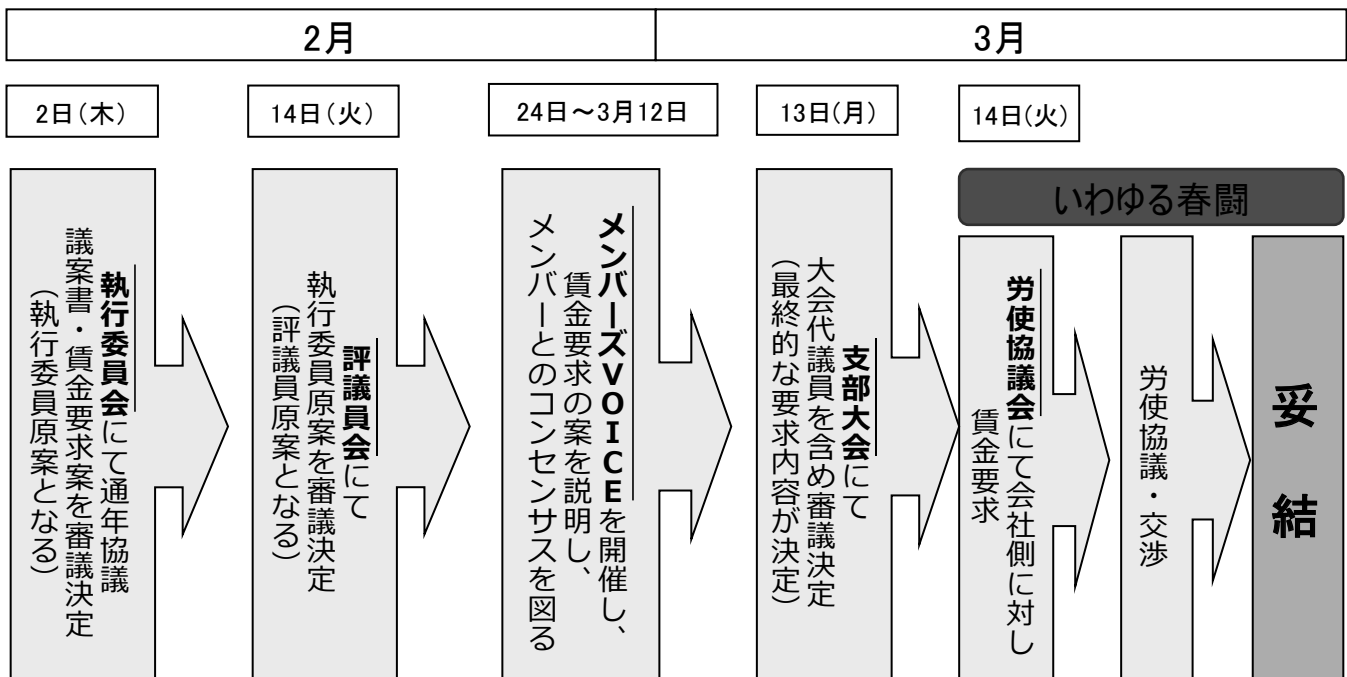 2月
3月
2日(木)
14日(火)
24日~3月12日
13日(月)
14日(火)
いわゆる春闘
執行委員会にて通年協議
議案書・賃金要求案を審議決定
(執行委員原案となる)
評議員会にて
執行委員原案を審議決定
(評議員原案となる)
メンバーズVOICEを開催し、
賃金要求の案を説明し、
メンバーとのコンセンサスを図る
支部大会にて
大会代議員を含め審議決定
(最終的な要求内容が決定)
労使協議会にて会社側に対し
賃金要求
労使協議・交渉
妥結